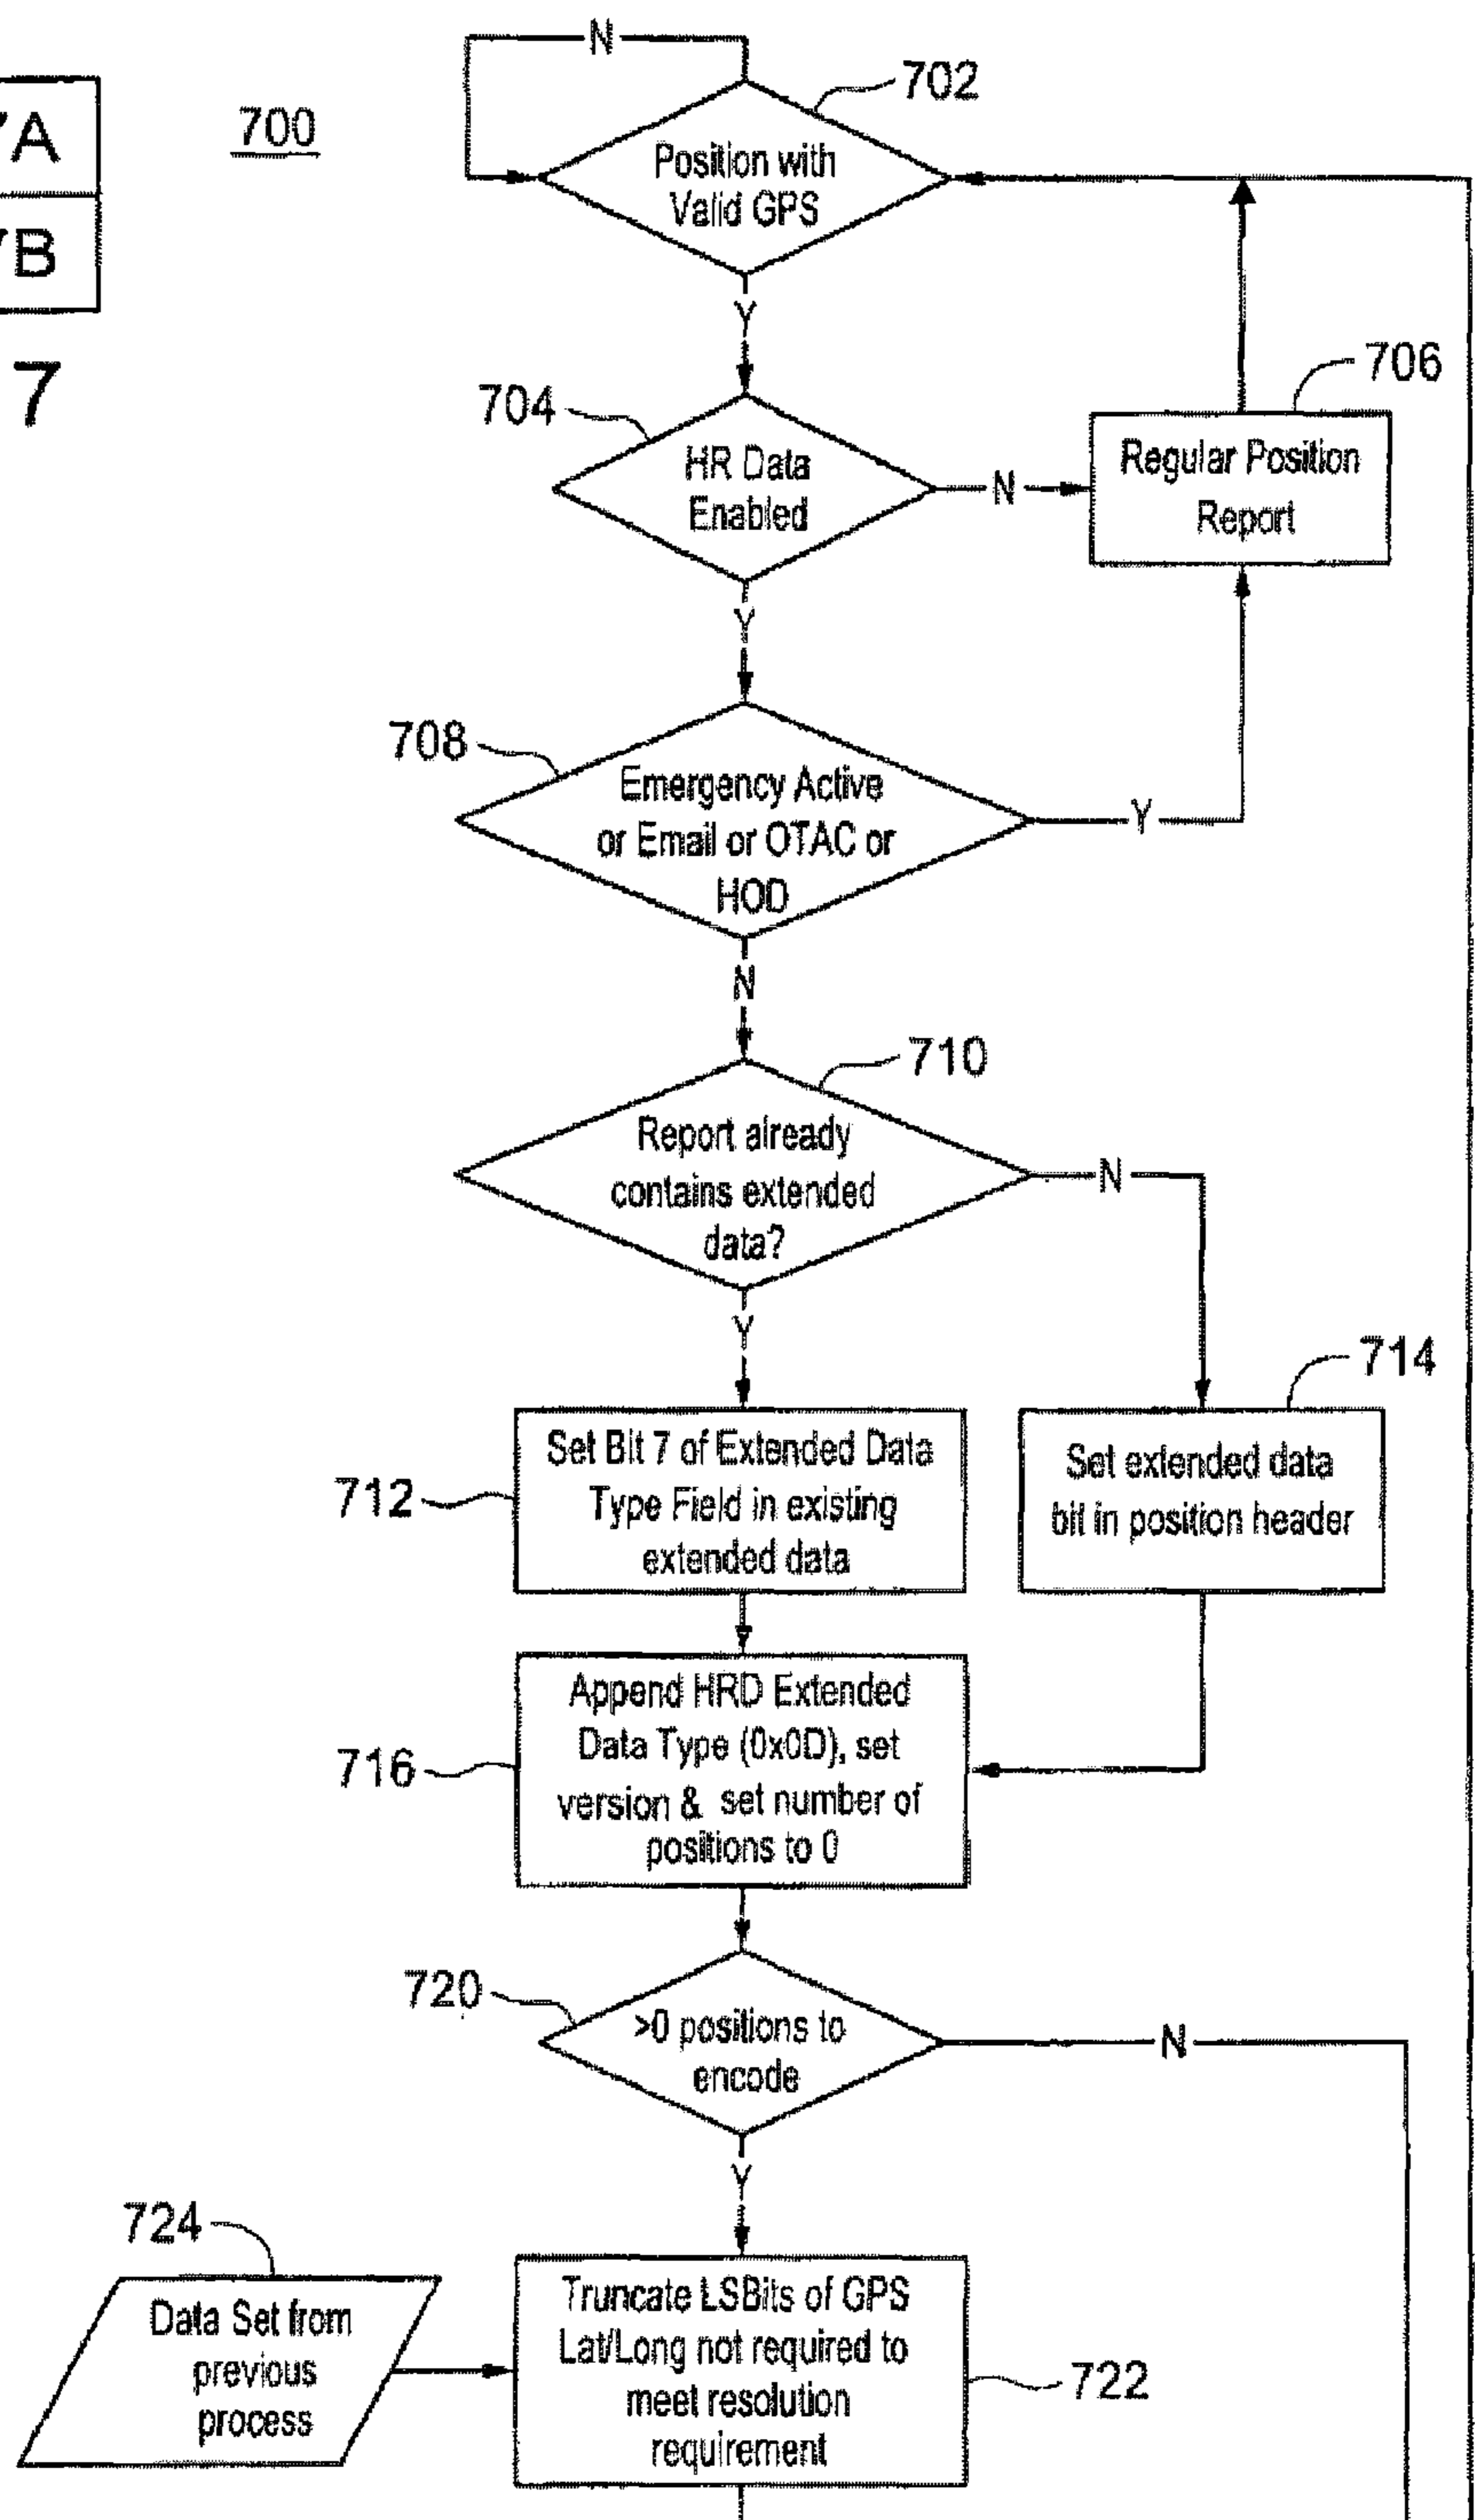 7A
7B
7
700
N
702
Position with
Valid GPS
Y
706
704
HR Data
Enabled
N
Regular Position
Report
Y
708
Emergency Active
or Email or OTAC or
HOD
Y
N
710
Report already
contains extended
data?
N
Y
714
712
Set Bit 7 of Extended Data
Type Field in existing
extended data
Set extended data
bit in position header
716
Append HRD Extended
Data Type (0x0D), set
version & set number of
positions to 0
720
>0 positions to
encode
N
Y
724
Data Set from
previous
process
Truncate LSBits of GPS
Lat/Long not required to
meet resolution
requirement
722